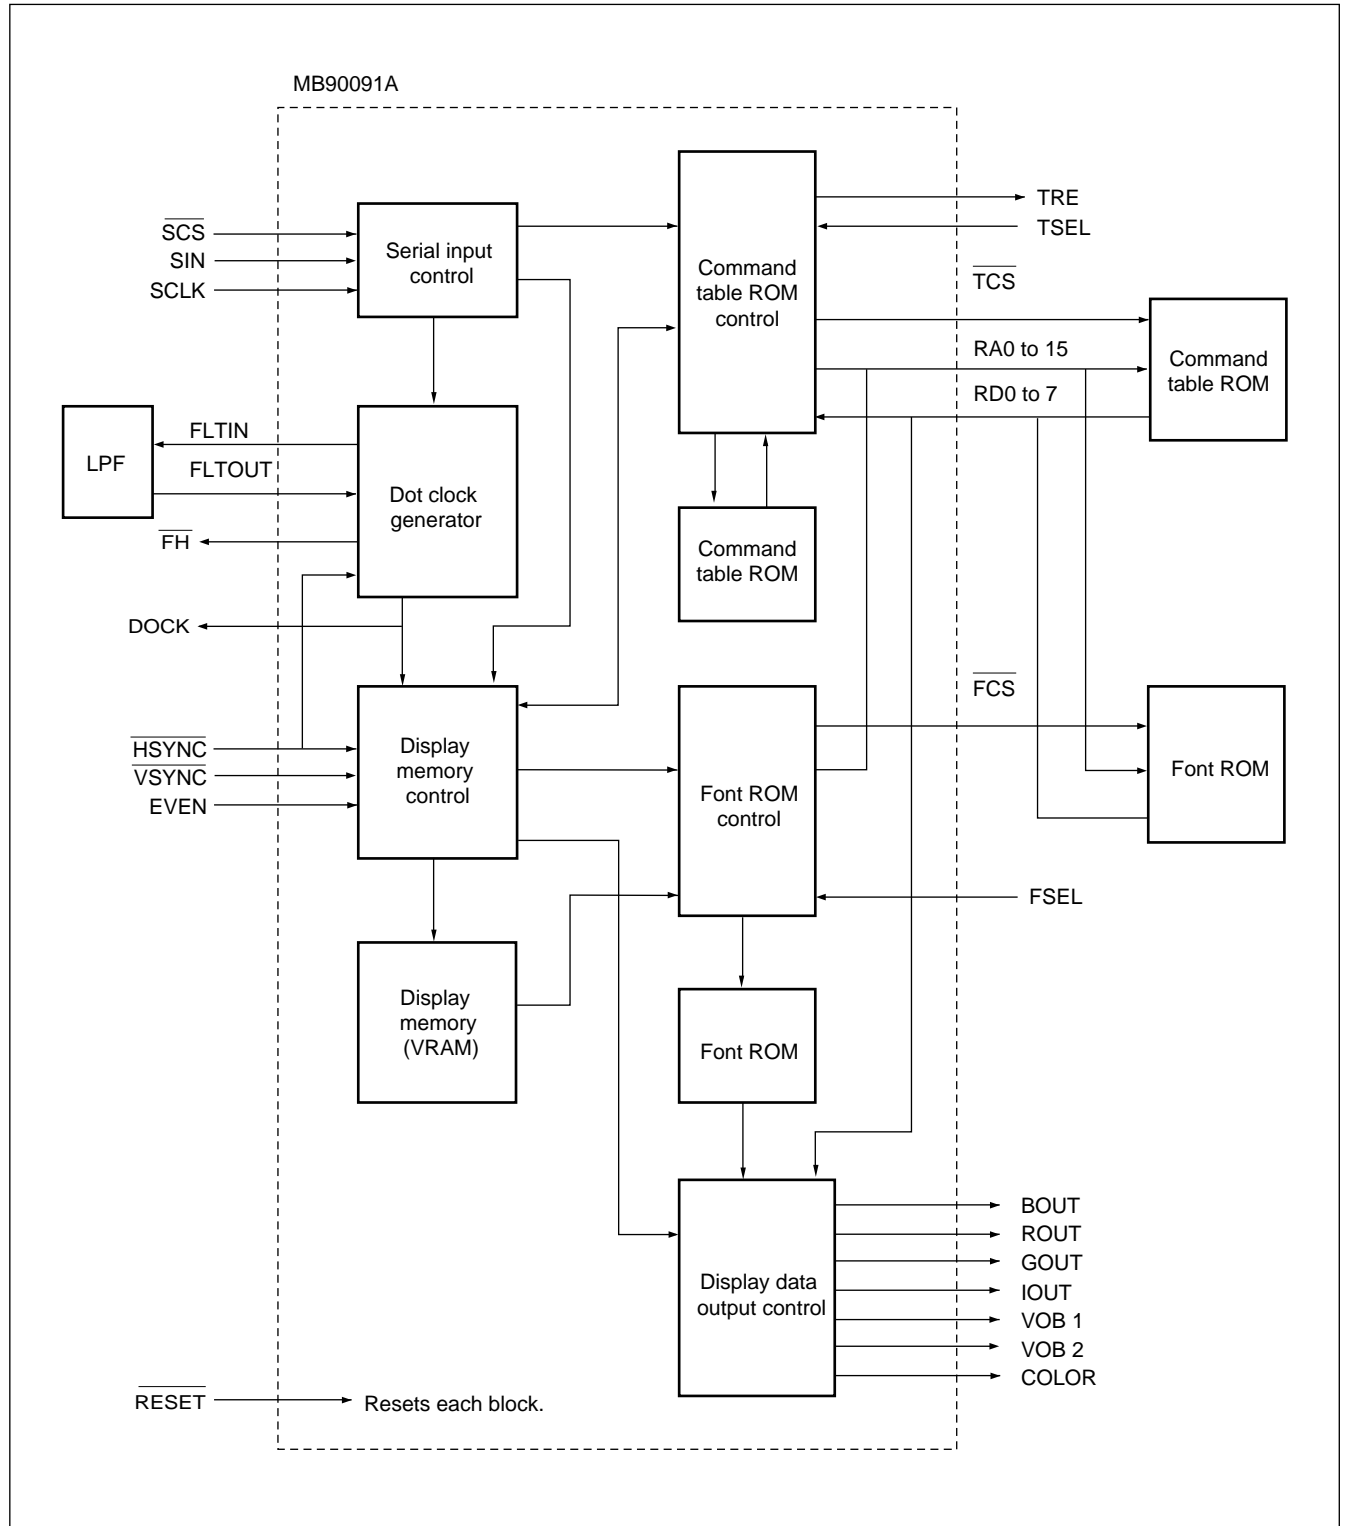 MB90091A
SCS
SIN
SCLK
Serial input
control
Command
table ROM
control
TRE
TSEL
TCS
RA0 to 15
RD0 to 7
Command
table ROM
LPF
FLTIN
FLTOUT
FH
Dot clock
generator
Command
table ROM
DOCK
HSYNC
VSYNC
EVEN
Display
memory
control
Font ROM
control
FCS
Font ROM
FSEL
Display
memory
(VRAM)
Font ROM
Display data
output control
BOUT
ROUT
GOUT
IOUT
VOB 1
VOB 2
COLOR
RESET
Resets each block.